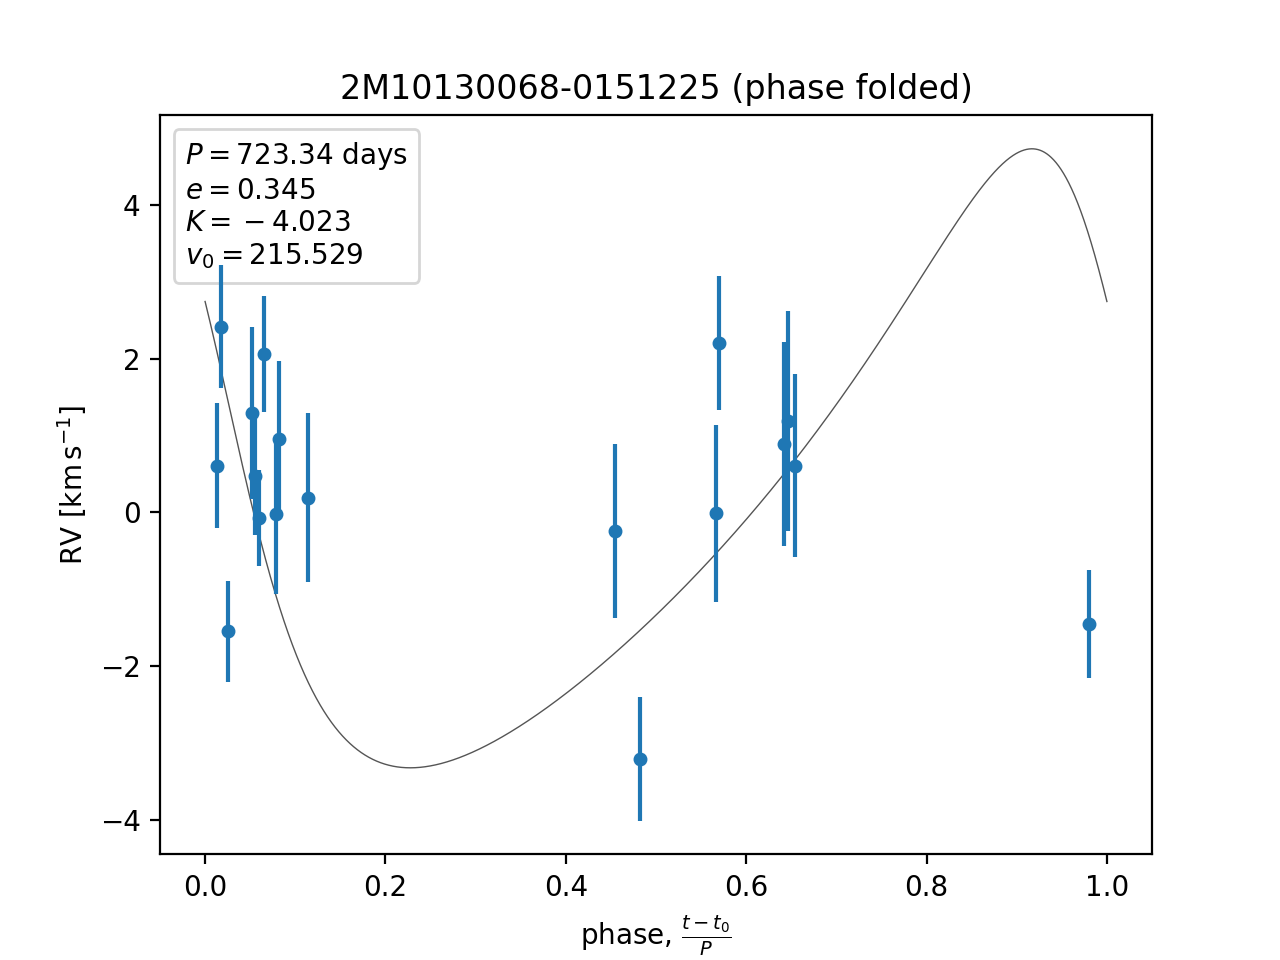 2M10130068-0151225 (phase folded)
P = 723.34 days
e = 0.345
K = −4.023
v₀ = 215.529
4
2
0
−2
−4
RV [km s⁻¹]
0.0 0.2 0.4 0.6 0.8 1.0
phase, (t − t₀)/P